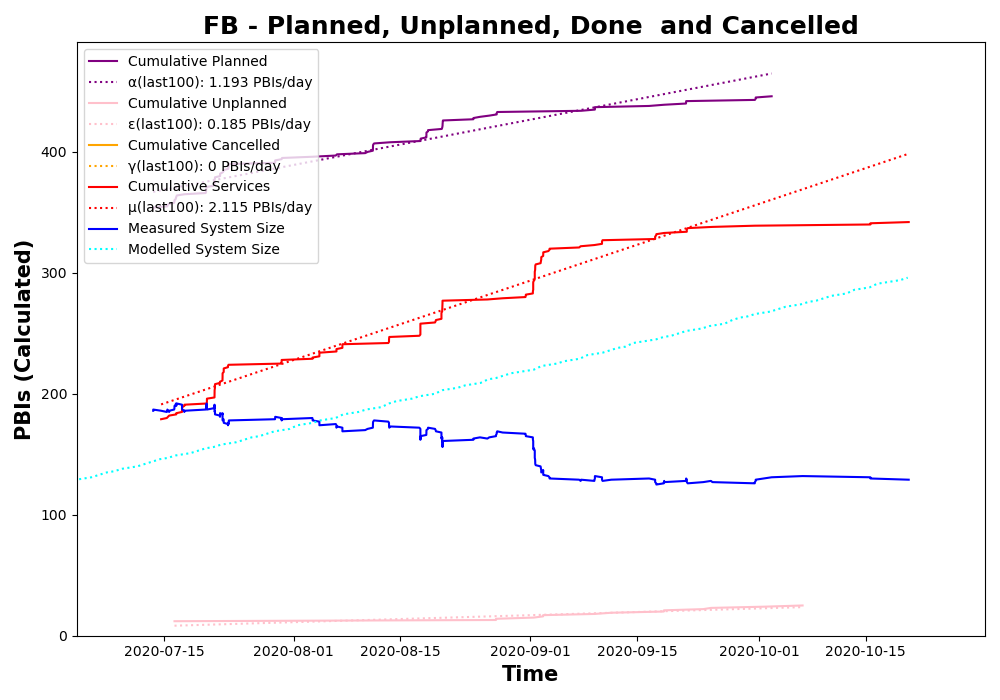 FB - Planned, Unplanned, Done  and Cancelled
Cumulative Planned
α(last100): 1.193 PBIs/day
Cumulative Unplanned
ε(last100): 0.185 PBIs/day
Cumulative Cancelled
γ(last100): 0 PBIs/day
Cumulative Services
μ(last100): 2.115 PBIs/day
Measured System Size
Modelled System Size
PBIs (Calculated)
400
300
200
100
0
2020-07-15 2020-08-01 2020-08-15 2020-09-01 2020-09-15 2020-10-01 2020-10-15
Time